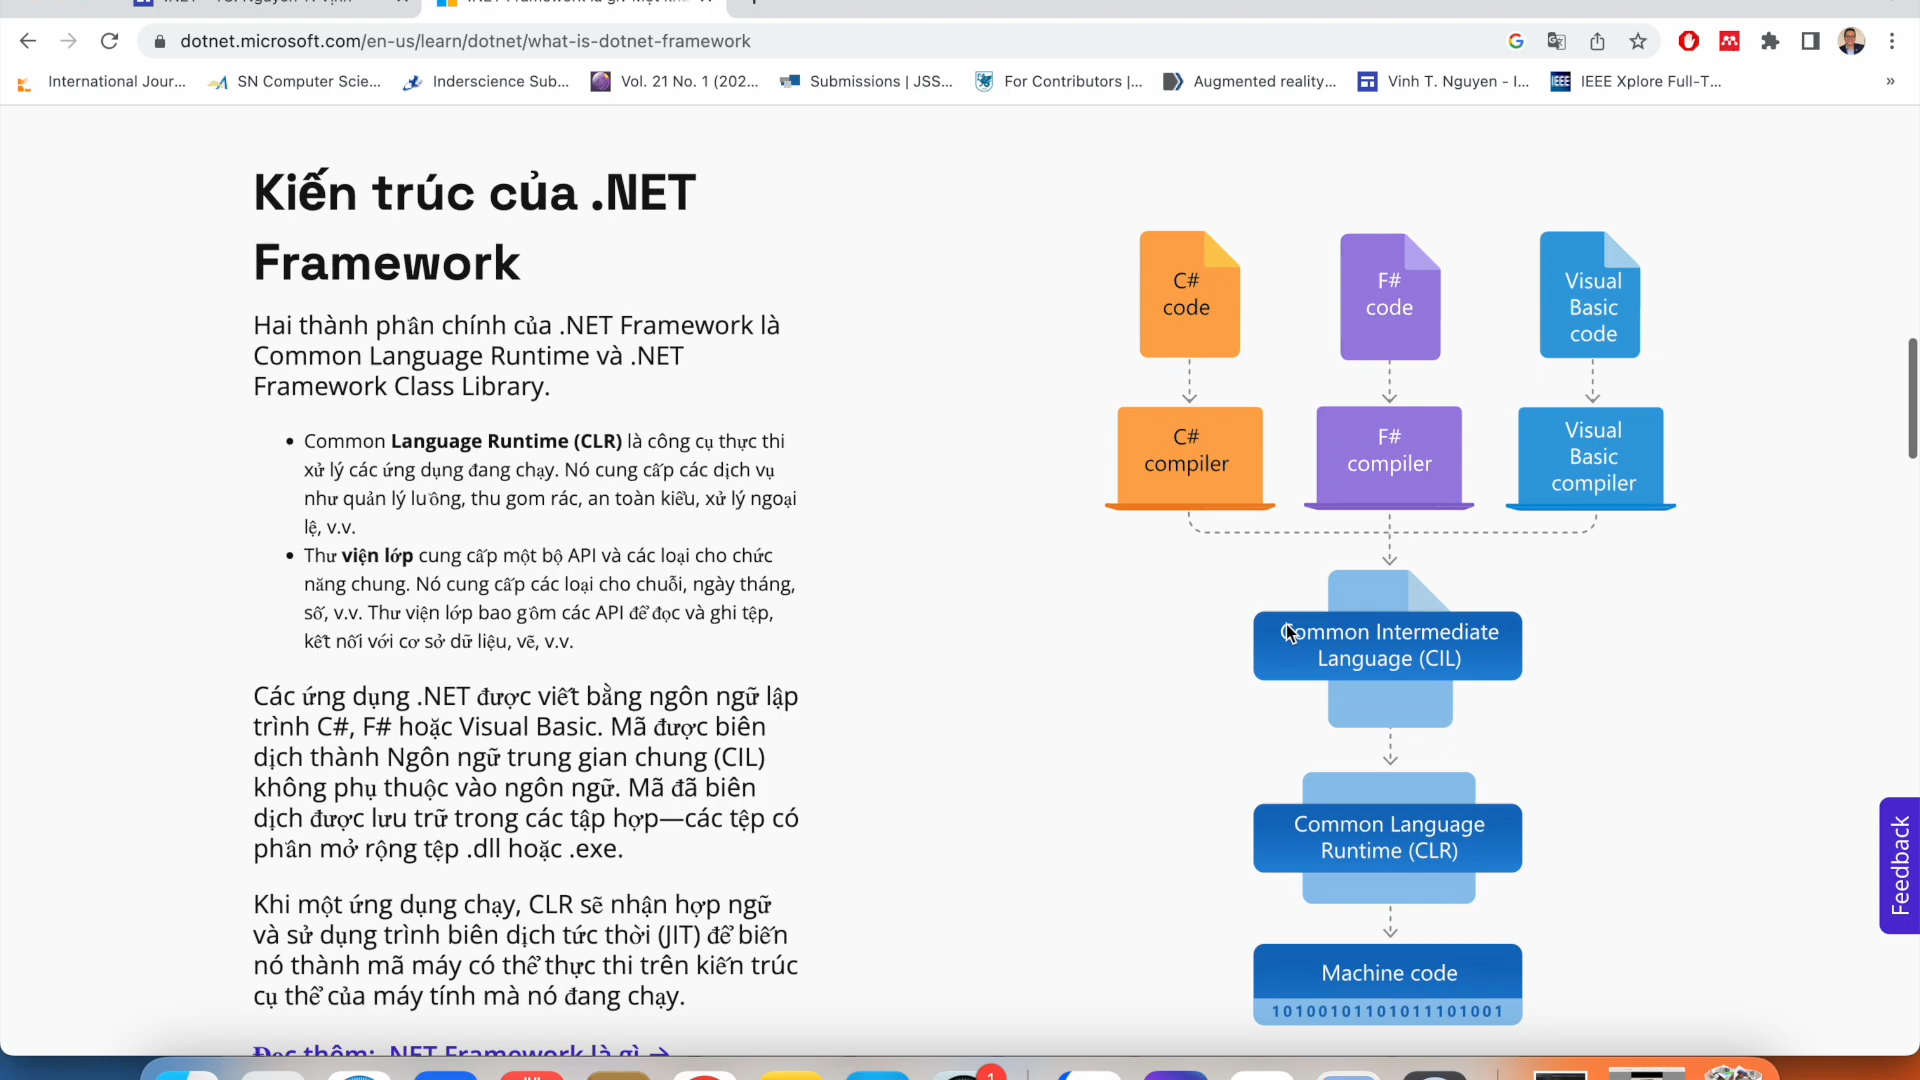 dotnet.microsoft.com/en-us/learn/dotnet/what-is-dotnet-framework
International Jour...
SN Computer Scie...
Inderscience Sub...
Vol. 21 No. 1 (202...
Submissions | JSS...
For Contributors |...
Augmented reality...
Vinh T. Nguyen - I...
IEEE
IEEE Xplore Full-T...
»
Kiến trúc của .NET
Framework
Hai thành phần chính của .NET Framework là
Common Language Runtime và .NET
Framework Class Library.
• Common Language Runtime (CLR) là công cụ thực thi
xử lý các ứng dụng đang chạy. Nó cung cấp các dịch vụ
như quản lý luồng, thu gom rác, an toàn kiểu, xử lý ngoại
lệ, v.v.
• Thư viện lớp cung cấp một bộ API và các loại cho chức
năng chung. Nó cung cấp các loại cho chuỗi, ngày tháng,
số, v.v. Thư viện lớp bao gồm các API để đọc và ghi tệp,
kết nối với cơ sở dữ liệu, vẽ, v.v.
Các ứng dụng .NET được viết bằng ngôn ngữ lập
trình C#, F# hoặc Visual Basic. Mã được biên
dịch thành Ngôn ngữ trung gian chung (CIL)
không phụ thuộc vào ngôn ngữ. Mã đã biên
dịch được lưu trữ trong các tập hợp—các tệp có
phần mở rộng tệp .dll hoặc .exe.
Khi một ứng dụng chạy, CLR sẽ nhận hợp ngữ
và sử dụng trình biên dịch tức thời (JIT) để biến
nó thành mã máy có thể thực thi trên kiến trúc
cụ thể của máy tính mà nó đang chạy.
Đọc thêm: .NET Framework là gì →
C#
code
F#
code
Visual
Basic
code
C#
compiler
F#
compiler
Visual
Basic
compiler
Common Intermediate
Language (CIL)
Common Language
Runtime (CLR)
Machine code
10100101101011101001
Feedback
1